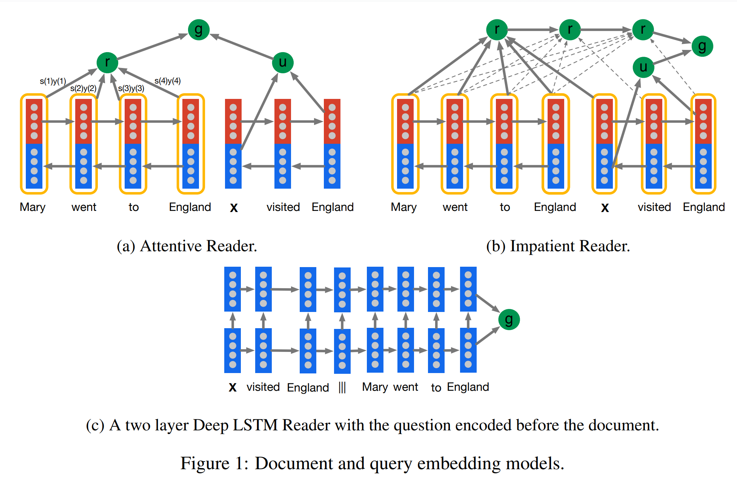 g
r
r
r
r
g
u
u
s(1)y(1)
s(2)y(2)
s(3)y(3)
s(4)y(4)
Mary went to England X visited England
Mary went to England X visited England
(a) Attentive Reader.
(b) Impatient Reader.
g
X visited England ||| Mary went to England
(c) A two layer Deep LSTM Reader with the question encoded before the document.
Figure 1: Document and query embedding models.